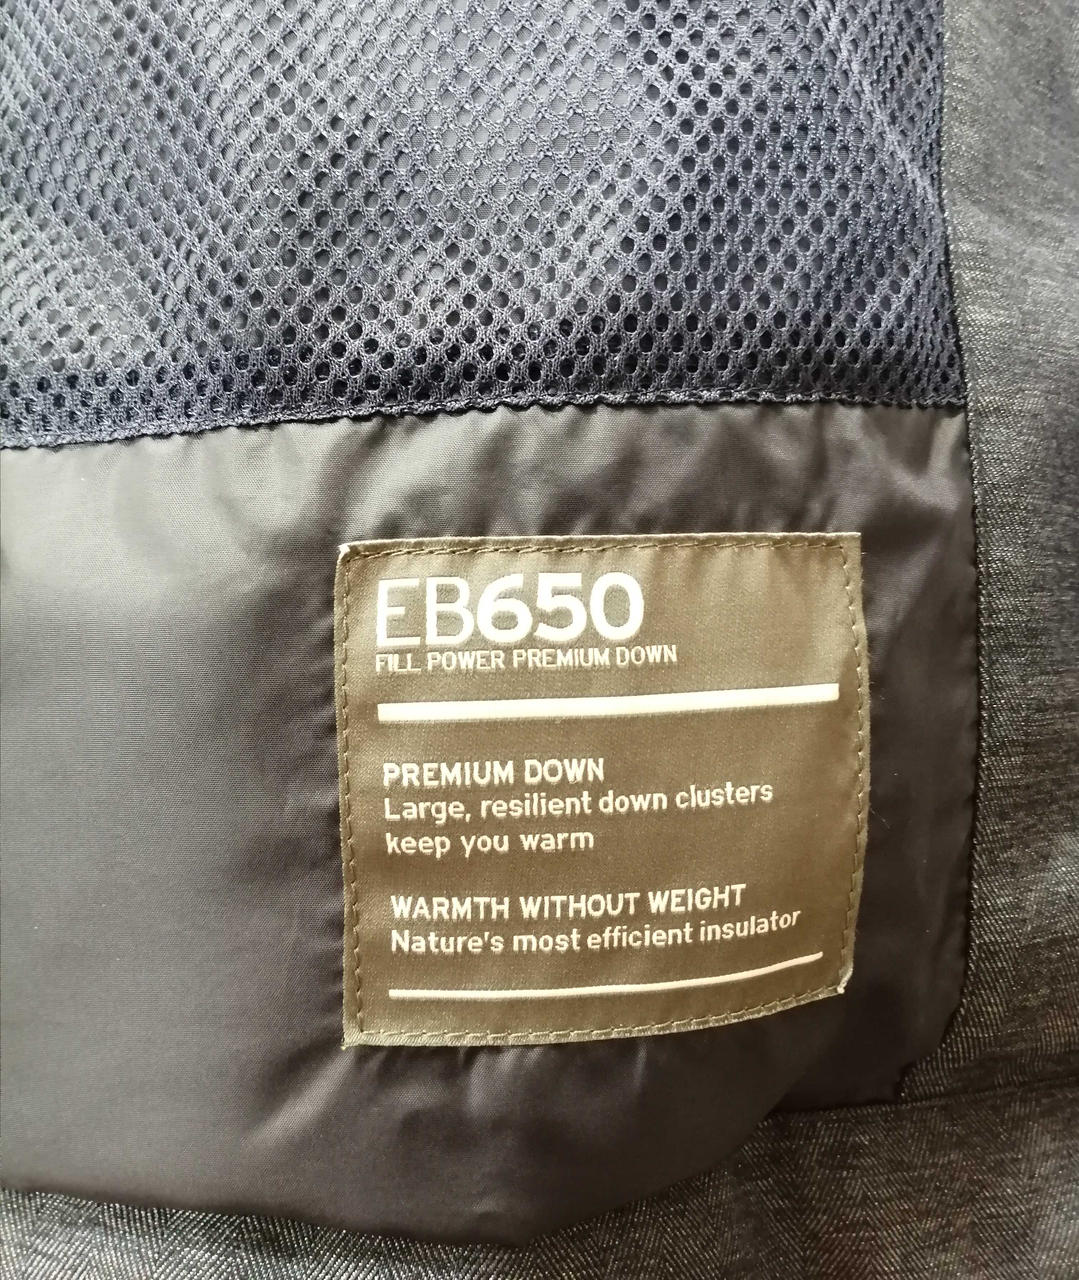 EB650
FILL POWER PREMIUM DOWN
PREMIUM DOWN
Large, resilient down clusters
keep you warm
WARMTH WITHOUT WEIGHT
Nature's most efficient insulator